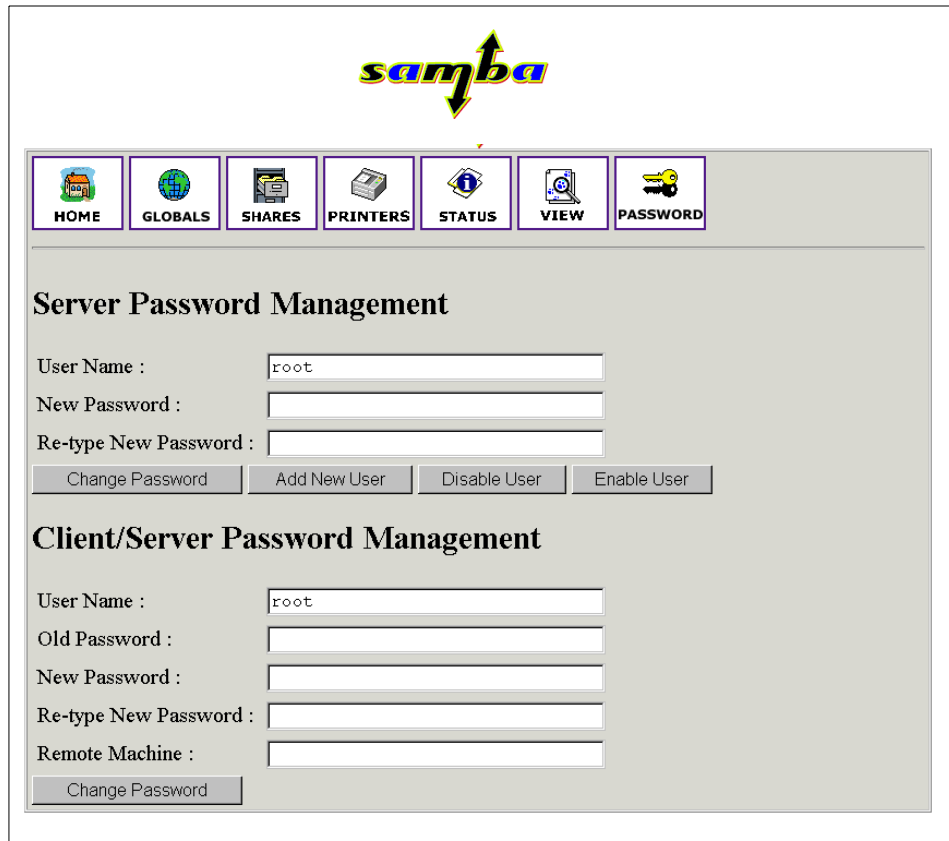 samba
HOME GLOBALS SHARES PRINTERS STATUS VIEW PASSWORD
Server Password Management
User Name : root
New Password :
Re-type New Password :
Change Password Add New User Disable User Enable User
Client/Server Password Management
User Name : root
Old Password :
New Password :
Re-type New Password :
Remote Machine :
Change Password